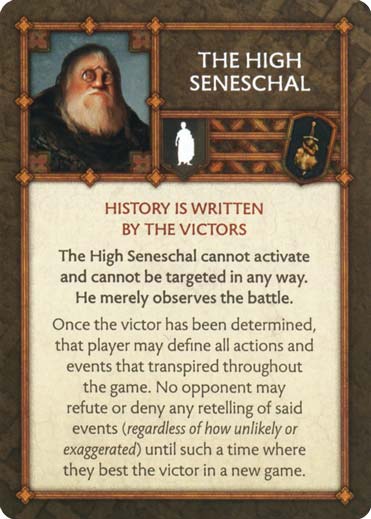 THE HIGH
SENESCHAL
HISTORY IS WRITTEN
BY THE VICTORS
The High Seneschal cannot activate
and cannot be targeted in any way.
He merely observes the battle.
Once the victor has been determined,
that player may define all actions and
events that transpired throughout
the game. No opponent may
refute or deny any retelling of said
events (regardless of how unlikely or
exaggerated) until such a time where
they best the victor in a new game.